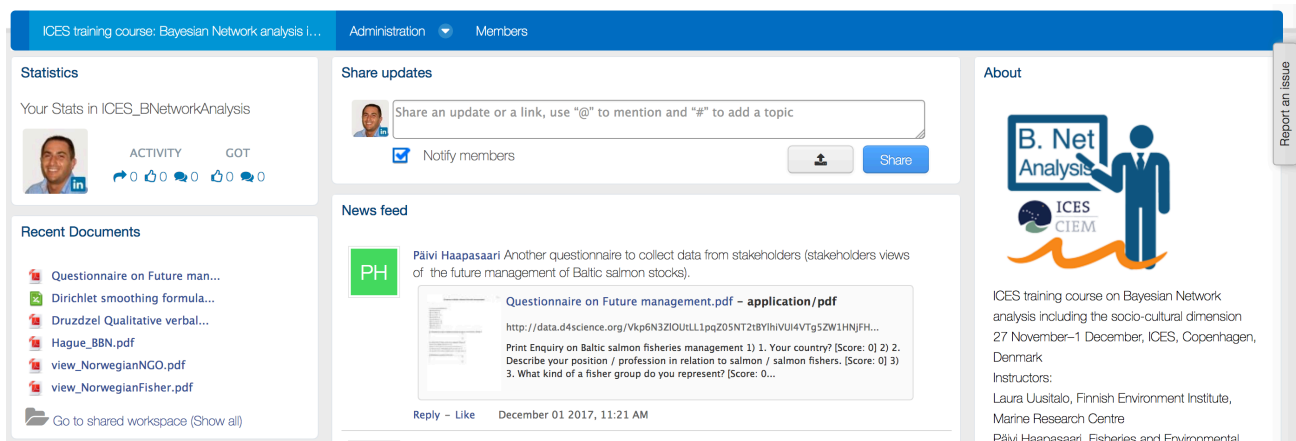 ICES training course: Bayesian Network analysis i...
Administration
Members
Report an issue
Statistics
Your Stats in ICES_BNetworkAnalysis
ACTIVITY GOT
0 0 0 0 0
in
Recent Documents
Questionnaire on Future man...
Dirichlet smoothing formula...
Druzdzel Qualitative verbal...
Hague_BBN.pdf
view_NorwegianNGO.pdf
view_NorwegianFisher.pdf
Go to shared workspace (Show all)
Share updates
in
Share an update or a link, use “@” to mention and “#” to add a topic
Notify members
Share
News feed
PH
Päivi Haapasaari Another questionnaire to collect data from stakeholders (stakeholders views
of the future management of Baltic salmon stocks).
Questionnaire on Future management.pdf – application/pdf
Print Enquiry on Baltic salmon fisheries management 1) 1. Your country? [Score: 0] 2) 2.
Describe your position / profession in relation to salmon / salmon fishers. [Score: 0] 3)
3. What kind of a fisher group do you represent? [Score: 0...
Reply – Like December 01 2017, 11:21 AM
About
B. Net
Analysis
ICES
CIEM
ICES training course on Bayesian Network
analysis including the socio-cultural dimension
27 November–1 December, ICES, Copenhagen,
Denmark
Instructors:
Laura Uusitalo, Finnish Environment Institute,
Marine Research Centre
Päivi Haapasaari, Fisheries and Environmental